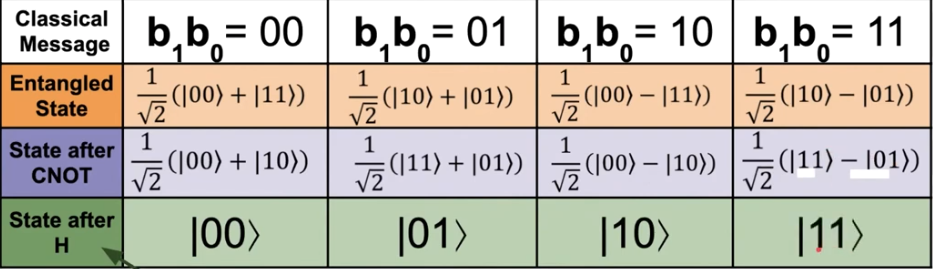 Classical Message | b₁b₀= 00 | b₁b₀= 01 | b₁b₀= 10 | b₁b₀= 11
Entangled State | 1/√2 (|00⟩ + |11⟩) | 1/√2 (|10⟩ + |01⟩) | 1/√2 (|00⟩ − |11⟩) | 1/√2 (|10⟩ − |01⟩)
State after CNOT | 1/√2 (|00⟩ + |10⟩) | 1/√2 (|11⟩ + |01⟩) | 1/√2 (|00⟩ − |10⟩) | 1/√2 (|11⟩ − |01⟩)
State after H | |00⟩ | |01⟩ | |10⟩ | |11⟩